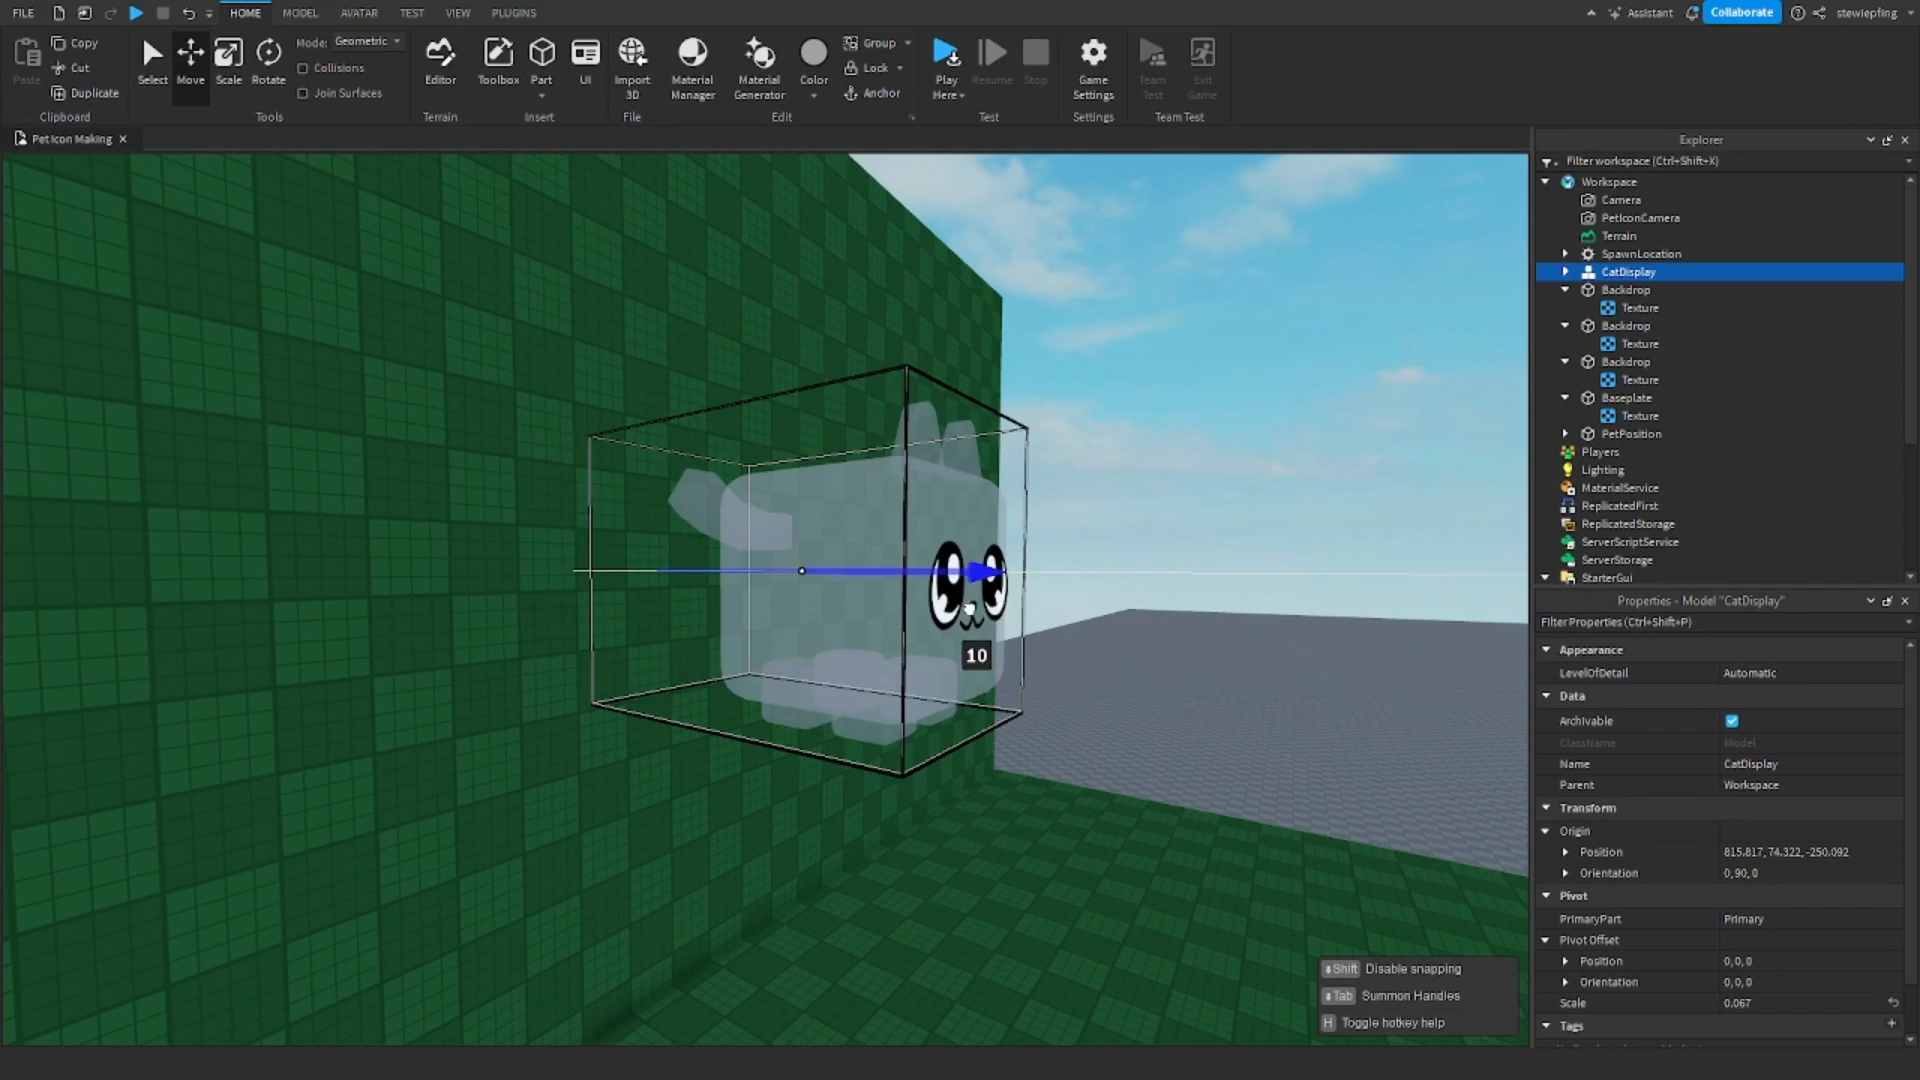 FILE HOME MODEL AVATAR TEST VIEW PLUGINS Assistant Collaborate stewiepfing
Copy
Cut
Duplicate
Paste
Clipboard
Select Move Scale Rotate
Mode: Geometric
Collisions
Join Surfaces
Tools
Editor
Terrain
Toolbox Part UI
Insert
Import 3D
File
Material Manager
Material Generator
Color
Group
Lock
Anchor
Edit
Play Here
Resume
Stop
Test
Game Settings
Settings
Team Test
Exit Game
Team Test
Pet Icon Making
Explorer
Filter workspace (Ctrl+Shift+X)
Workspace
Camera
PetIconCamera
Terrain
SpawnLocation
CatDisplay
Backdrop
Texture
Backdrop
Texture
Backdrop
Texture
Baseplate
Texture
PetPosition
Players
Lighting
MaterialService
ReplicatedFirst
ReplicatedStorage
ServerScriptService
ServerStorage
StarterGui
10
Shift Disable snapping
Tab Summon Handles
H Toggle hotkey help
Properties - Model "CatDisplay"
Filter Properties (Ctrl+Shift+P)
Appearance
LevelOfDetail Automatic
Data
Archivable
ClassName Model
Name CatDisplay
Parent Workspace
Transform
Origin
Position 815.817, 74.322, -250.092
Orientation 0, 90, 0
Pivot
PrimaryPart Primary
Pivot Offset
Position 0, 0, 0
Orientation 0, 0, 0
Scale 0.067
Tags